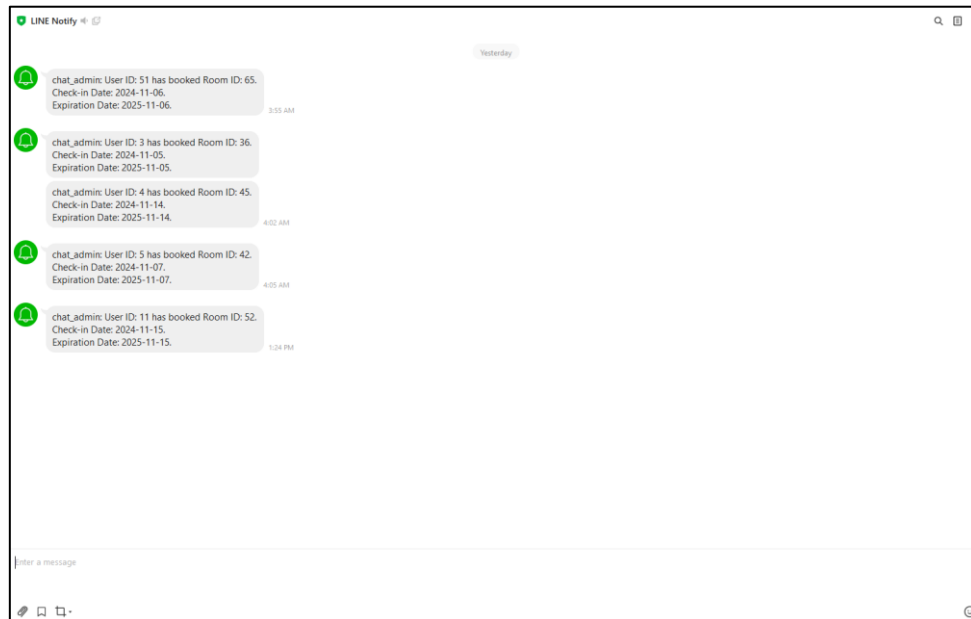 LINE Notify
Yesterday
chat_admin: User ID: 51 has booked Room ID: 65.
Check-in Date: 2024-11-06.
Expiration Date: 2025-11-06.
3:55 AM
chat_admin: User ID: 3 has booked Room ID: 36.
Check-in Date: 2024-11-05.
Expiration Date: 2025-11-05.
chat_admin: User ID: 4 has booked Room ID: 45.
Check-in Date: 2024-11-14.
Expiration Date: 2025-11-14.
4:02 AM
chat_admin: User ID: 5 has booked Room ID: 42.
Check-in Date: 2024-11-07.
Expiration Date: 2025-11-07.
4:05 AM
chat_admin: User ID: 11 has booked Room ID: 52.
Check-in Date: 2024-11-15.
Expiration Date: 2025-11-15.
1:24 PM
Enter a message